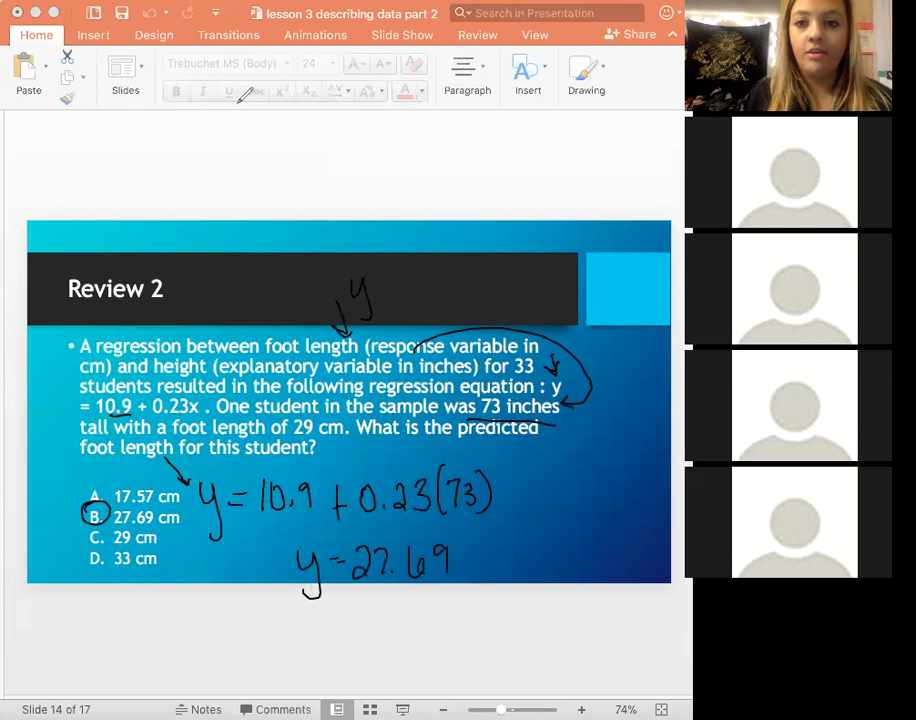 lesson 3 describing data part 2
Search in Presentation
Home Insert Design Transitions Animations Slide Show Review View Share
Trebuchet MS (Body) 24 A A
Paste Slides B I U abc X² X₂ AV Aa A Paragraph Insert Drawing
Review 2
y
• A regression between foot length (response variable in
cm) and height (explanatory variable in inches) for 33
students resulted in the following regression equation : y
= 10.9 + 0.23x . One student in the sample was 73 inches
tall with a foot length of 29 cm. What is the predicted
foot length for this student?
A. 17.57 cm
y = 10.9 + 0.23(73)
B. 27.69 cm
C. 29 cm
D. 33 cm
y = 27.69
Slide 14 of 17 Notes Comments 74%